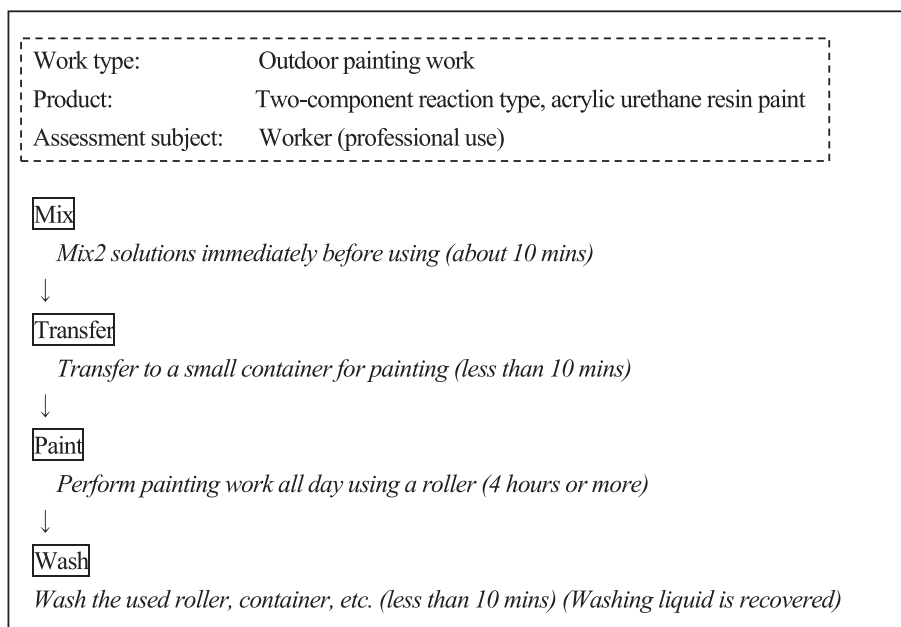 Work type: Outdoor painting work
Product: Two-component reaction type, acrylic urethane resin paint
Assessment subject: Worker (professional use)
Mix
Mix2 solutions immediately before using (about 10 mins)
↓
Transfer
Transfer to a small container for painting (less than 10 mins)
↓
Paint
Perform painting work all day using a roller (4 hours or more)
↓
Wash
Wash the used roller, container, etc. (less than 10 mins) (Washing liquid is recovered)